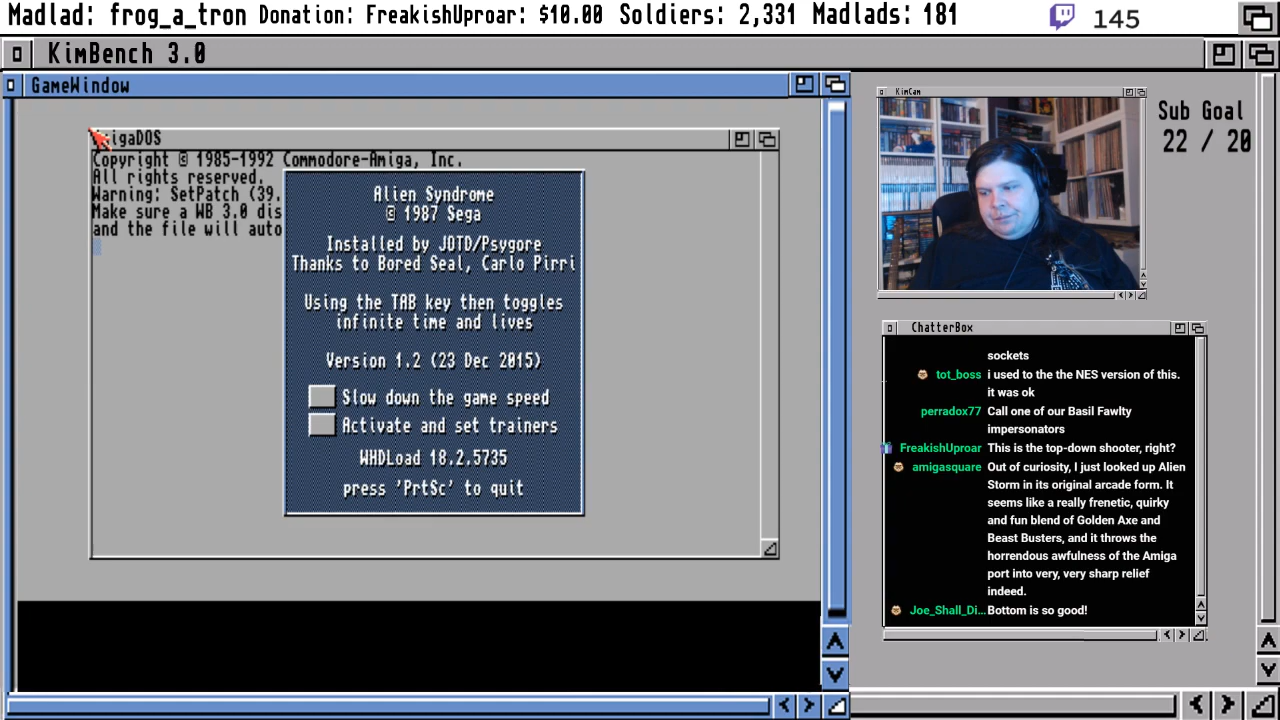 Madlad: frog_a_tron Donation: FreakishUproar: $10.00 Soldiers: 2,331 Madlads: 181
145
KimBench 3.0
GameWindow
igaDOS
Copyright © 1985-1992 Commodore-Amiga, Inc.
All rights reserved.
Warning: SetPatch (39.
Make sure a WB 3.0 dis
and the file will auto
Alien Syndrome
© 1987 Sega
Installed by JOTD/Psygore
Thanks to Bored Seal, Carlo Pirri
Using the TAB key then toggles
infinite time and lives
Version 1.2 (23 Dec 2015)
Slow down the game speed
Activate and set trainers
WHDLoad 18.2.5735
press 'PrtSc' to quit
KimCam
Sub Goal
22 / 20
ChatterBox
sockets
tot_boss i used to the the NES version of this.
it was ok
perradox77 Call one of our Basil Fawlty
impersonators
FreakishUproar This is the top-down shooter, right?
amigasquare Out of curiosity, I just looked up Alien
Storm in its original arcade form. It
seems like a really frenetic, quirky
and fun blend of Golden Axe and
Beast Busters, and it throws the
horrendous awfulness of the Amiga
port into very, very sharp relief
indeed.
Joe_Shall_Di... Bottom is so good!